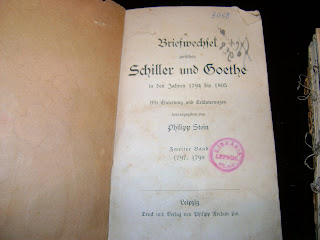 Briefwechsel
zwischen
Schiller und Goethe
in den Jahren 1794 bis 1805
Mit Einleitung und Erläuterungen
herausgegeben von
Philipp Stein
Zweiter Band
1797. 1798
Leipzig
Druck und Verlag von Philipp Reclam jun.